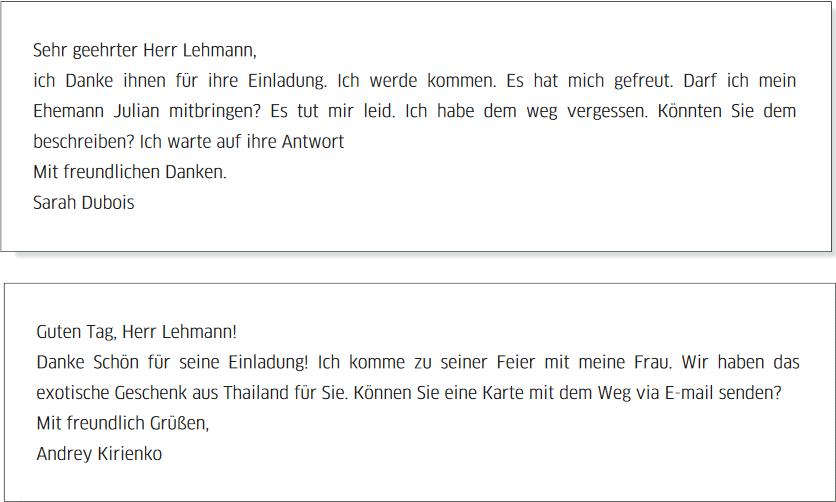 Sehr geehrter Herr Lehmann,
ich Danke ihnen für ihre Einladung. Ich werde kommen. Es hat mich gefreut. Darf ich mein
Ehemann Julian mitbringen? Es tut mir leid. Ich habe dem weg vergessen. Könnten Sie dem
beschreiben? Ich warte auf ihre Antwort
Mit freundlichen Danken.
Sarah Dubois
Guten Tag, Herr Lehmann!
Danke Schön für seine Einladung! Ich komme zu seiner Feier mit meine Frau. Wir haben das
exotische Geschenk aus Thailand für Sie. Können Sie eine Karte mit dem Weg via E-mail senden?
Mit freundlich Grüßen,
Andrey Kirienko